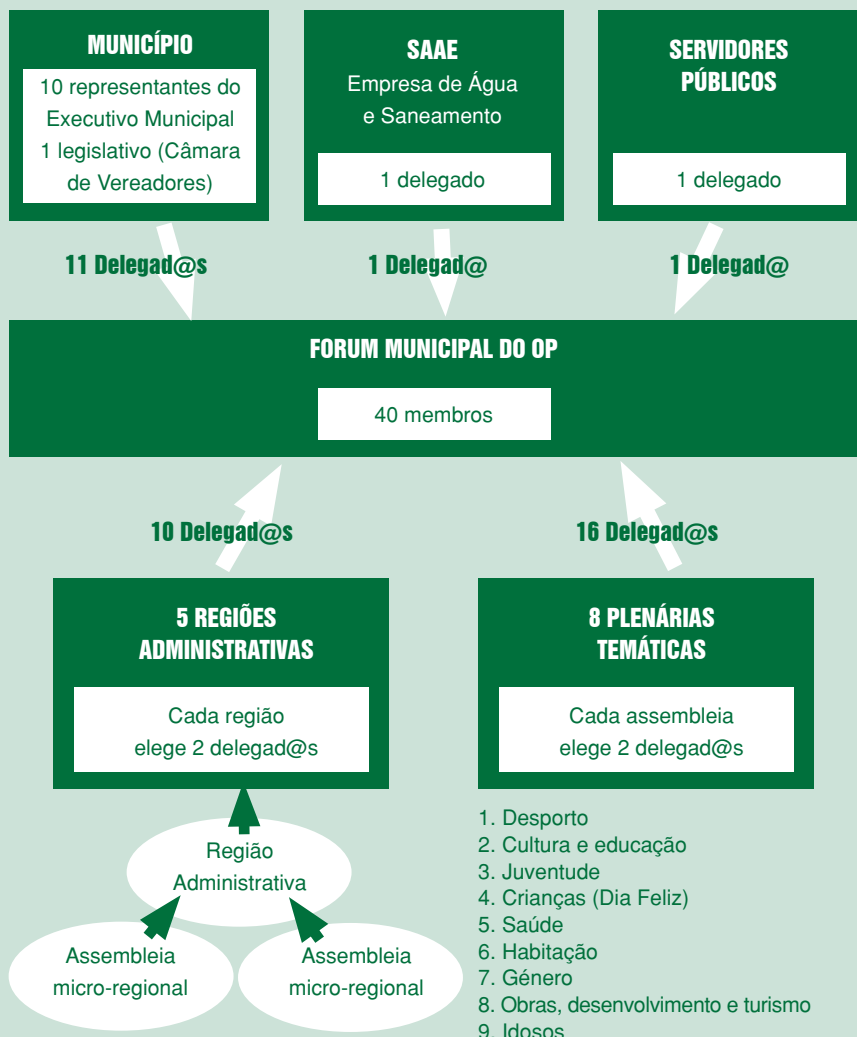 MUNICÍPIO
10 representantes do
Executivo Municipal
1 legislativo (Câmara
de Vereadores)
SAAE
Empresa de Água
e Saneamento
1 delegado
SERVIDORES
PÚBLICOS
1 delegado
11 Delegad@s
1 Delegad@
1 Delegad@
FORUM MUNICIPAL DO OP
40 membros
10 Delegad@s
16 Delegad@s
5 REGIÕES
ADMINISTRATIVAS
Cada região
elege 2 delegad@s
Região
Administrativa
Assembleia
micro-regional
Assembleia
micro-regional
8 PLENÁRIAS
TEMÁTICAS
Cada assembleia
elege 2 delegad@s
1. Desporto
2. Cultura e educação
3. Juventude
4. Crianças (Dia Feliz)
5. Saúde
6. Habitação
7. Género
8. Obras, desenvolvimento e turismo
9. Idosos